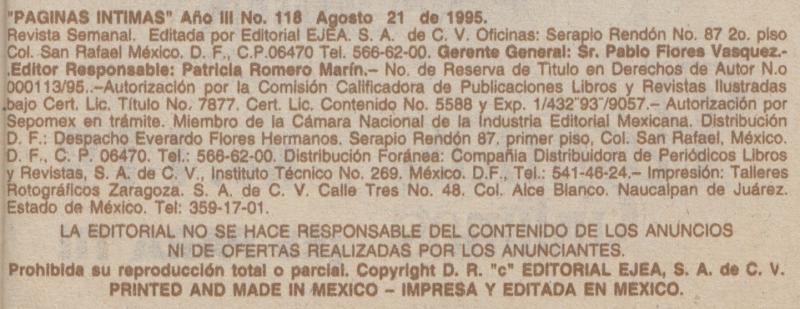 "PAGINAS INTIMAS" Año III No. 118 Agosto 21 de 1995.
Revista Semanal. Editada por Editorial EJEA. S. A. de C. V. Oficinas: Serapio Rendón No. 87 2o. piso
Col. San Rafael México. D. F., C.P.06470 Tel. 566-62-00. Gerente General: Sr. Pablo Flores Vasquez.-
.Editor Responsable: Patricia Romero Marín.– No. de Reserva de Titulo en Derechos de Autor N.o
000113/95..–Autorización por la Comisión Calificadora de Publicaciones Libros y Revistas Ilustradas
bajo Cert. Lic. Título No. 7877. Cert. Lic. Contenido No. 5588 y Exp. 1/432"93"/9057.– Autorización por
Sepomex en trámite. Miembro de la Cámara Nacional de la Industria Editorial Mexicana. Distribución
D. F.: Despacho Everardo Flores Hermanos. Serapio Rendón 87, primer piso, Col. San Rafael, México.
D. F., C. P. 06470. Tel.: 566-62-00. Distribución Foránea: Compañia Distribuidora de Periódicos Libros
y Revistas, S. A. de C. V., Instituto Técnico No. 269. México. D.F., Tel.: 541-46-24.– Impresión: Talleres
Rotográficos Zaragoza. S. A. de C. V. Calle Tres No. 48. Col. Alce Blanco. Naucalpan de Juárez.
Estado de México. Tel: 359-17-01.
LA EDITORIAL NO SE HACE RESPONSABLE DEL CONTENIDO DE LOS ANUNCIOS
NI DE OFERTAS REALIZADAS POR LOS ANUNCIANTES.
Prohibida su reproducción total o parcial. Copyright D. R. "c" EDITORIAL EJEA, S. A. de C. V.
PRINTED AND MADE IN MEXICO – IMPRESA Y EDITADA EN MEXICO.